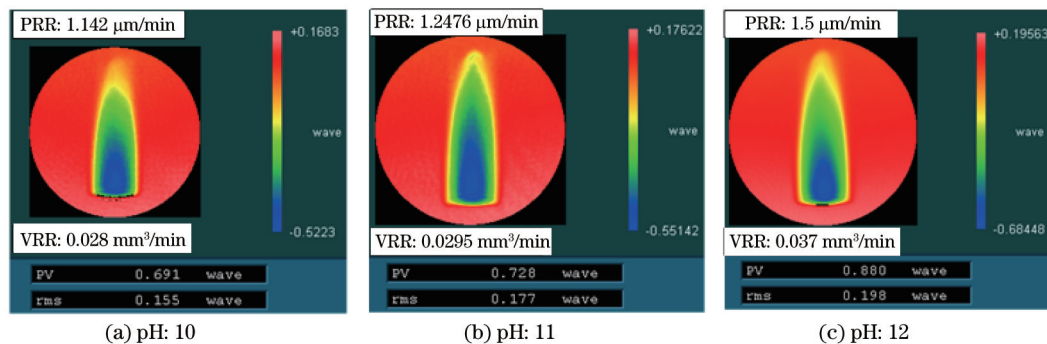 PRR: 1.142 μm/min
+0.1683
wave
-0.5223
VRR: 0.028 mm³/min
PV 0.691 wave
rms 0.155 wave
(a) pH: 10
PRR: 1.2476 μm/min
+0.17622
wave
-0.55142
VRR: 0.0295 mm³/min
PV 0.728 wave
rms 0.177 wave
(b) pH: 11
PRR: 1.5 μm/min
+0.19563
wave
-0.68448
VRR: 0.037 mm³/min
PV 0.880 wave
rms 0.198 wave
(c) pH: 12